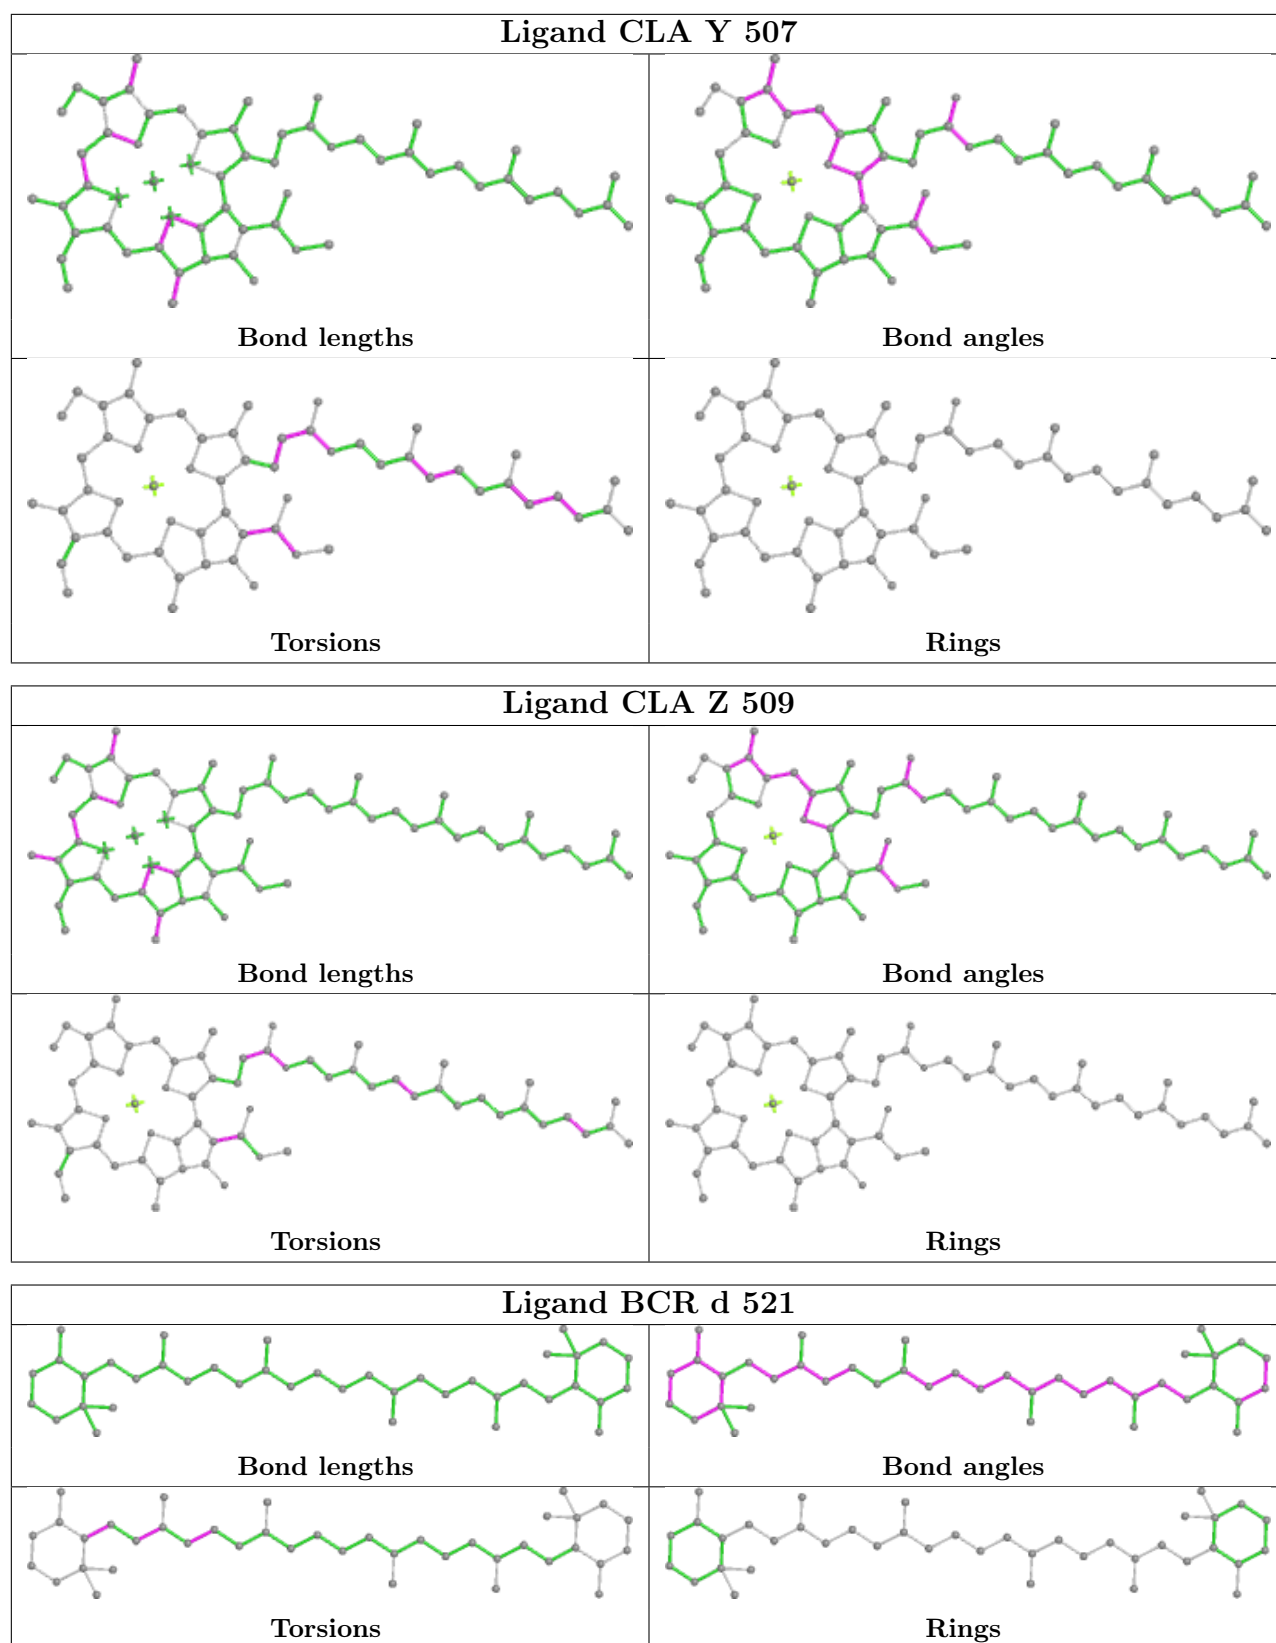 Ligand CLA Y 507
Bond lengths
Bond angles
Torsions
Rings
Ligand CLA Z 509
Bond lengths
Bond angles
Torsions
Rings
Ligand BCR d 521
Bond lengths
Bond angles
Torsions
Rings